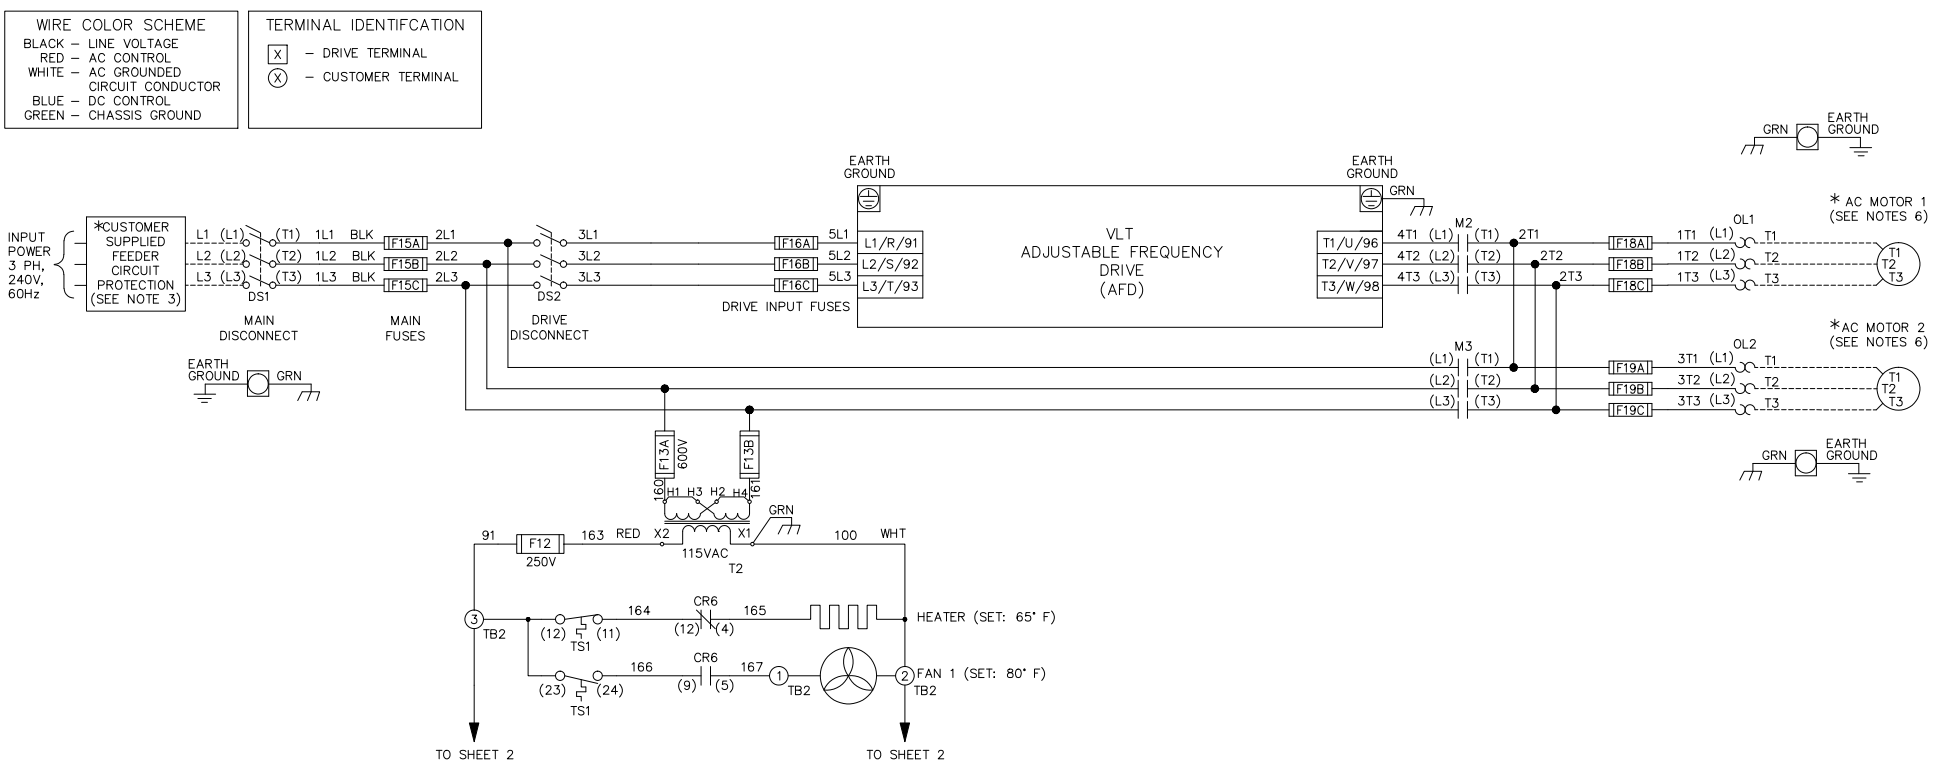 WIRE COLOR SCHEME
BLACK – LINE VOLTAGE
RED – AC CONTROL
WHITE – AC GROUNDED
CIRCUIT CONDUCTOR
BLUE – DC CONTROL
GREEN – CHASSIS GROUND
TERMINAL IDENTIFCATION
X – DRIVE TERMINAL
X – CUSTOMER TERMINAL
GRN
EARTH
GROUND
EARTH
GROUND
EARTH
GROUND
GRN
INPUT
POWER
3 PH,
240V,
60Hz
*CUSTOMER
SUPPLIED
FEEDER
CIRCUIT
PROTECTION
(SEE NOTE 3)
L1 (L1) (T1) 1L1 BLK F15A 2L1 3L1 F16A 5L1 L1/R/91
L2 (L2) (T2) 1L2 BLK F15B 2L2 3L2 F16B 5L2 L2/S/92
L3 (L3) (T3) 1L3 BLK F15C 2L3 3L3 F16C 5L3 L3/T/93
DS1
DS2
MAIN
DISCONNECT
MAIN
FUSES
DRIVE
DISCONNECT
DRIVE INPUT FUSES
VLT
ADJUSTABLE FREQUENCY
DRIVE
(AFD)
M2
OL1
* AC MOTOR 1
(SEE NOTES 6)
T1/U/96 4T1 (L1) (T1) 2T1 F18A 1T1 (L1) T1 T1
T2/V/97 4T2 (L2) (T2) 2T2 F18B 1T2 (L2) T2 T2
T3/W/98 4T3 (L3) (T3) 2T3 F18C 1T3 (L3) T3 T3
*AC MOTOR 2
(SEE NOTES 6)
M3
OL2
(L1) (T1) F19A 3T1 (L1) T1 T1
(L2) (T2) F19B 3T2 (L2) T2 T2
(L3) (T3) F19C 3T3 (L3) T3 T3
EARTH
GROUND
GRN
GRN
EARTH
GROUND
F13A
600V
F13B
160
H1 H3 H2 H4
161
GRN
91 F12 163 RED X2 X1 100 WHT
250V
115VAC
T2
3
TB2
164 CR6 165
(12) (11) (12) (4)
TS1
HEATER (SET: 65° F)
166 CR6 167 1 2
(23) (24) (9) (5) TB2 TB2
TS1
FAN 1 (SET: 80° F)
TO SHEET 2
TO SHEET 2